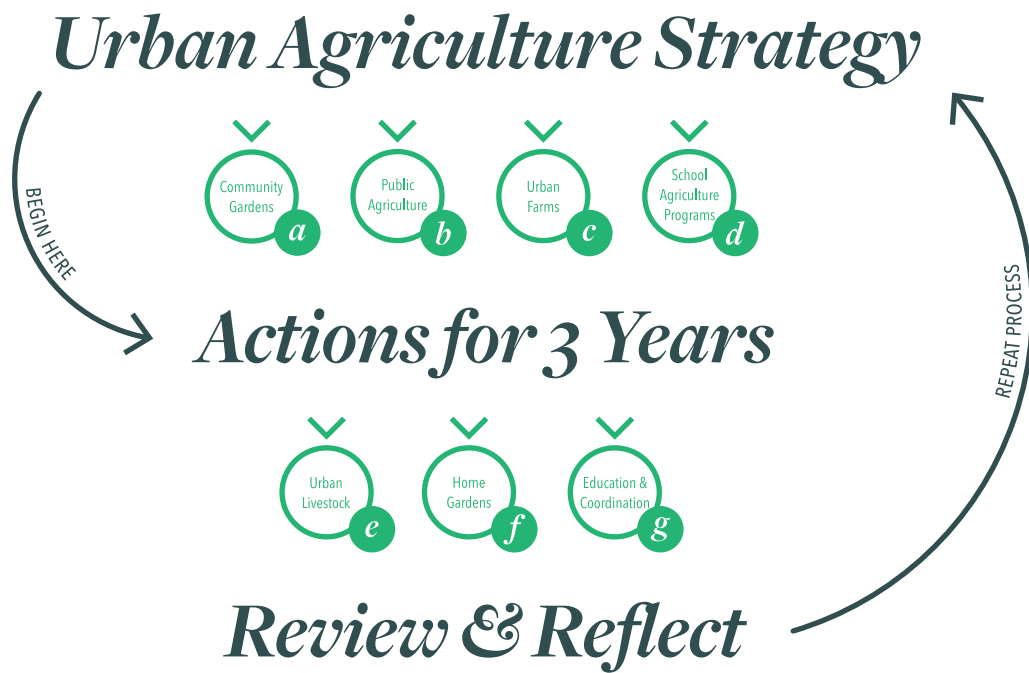 Urban Agriculture Strategy
BEGIN HERE
Community
Gardens
a
Public
Agriculture
b
Urban
Farms
c
School
Agriculture
Programs
d
Actions for 3 Years
REPEAT PROCESS
Urban
Livestock
e
Home
Gardens
f
Education &
Coordination
g
Review & Reflect